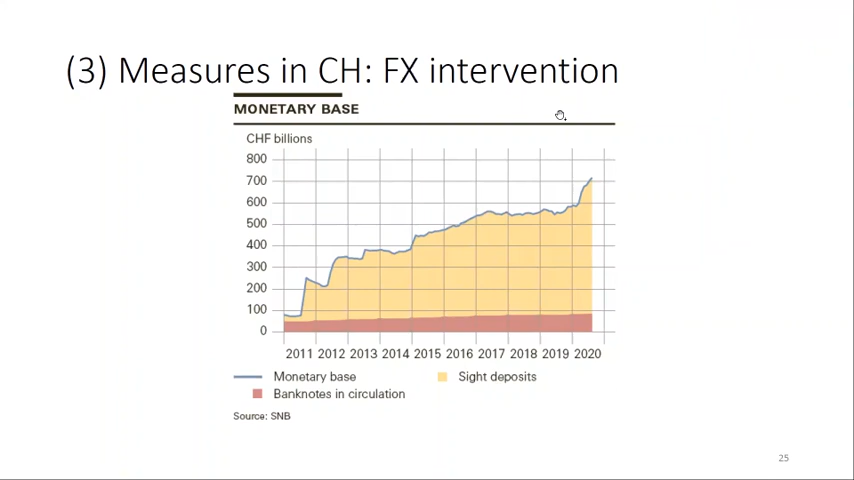 (3) Measures in CH: FX intervention
MONETARY BASE
CHF billions
800
700
600
500
400
300
200
100
0
2011 2012 2013 2014 2015 2016 2017 2018 2019 2020
Monetary base
Sight deposits
Banknotes in circulation
Source: SNB
25